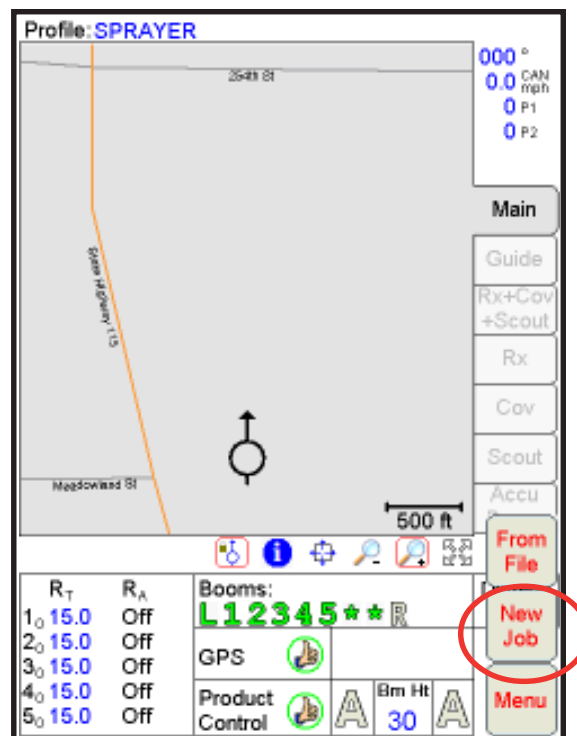 Profile: SPRAYER
000 °
0.0 CAN mph
0 P1
0 P2
254th St
State Highway 115
Meadowland St
500 ft
Main
Guide
Rx+Cov
+Scout
Rx
Cov
Scout
Accu
From
File
New
Job
Menu
RT RA
1₀ 15.0 Off
2₀ 15.0 Off
3₀ 15.0 Off
4₀ 15.0 Off
5₀ 15.0 Off
Booms:
L12345**R
GPS
Product
Control
A
Bm Ht
30
A